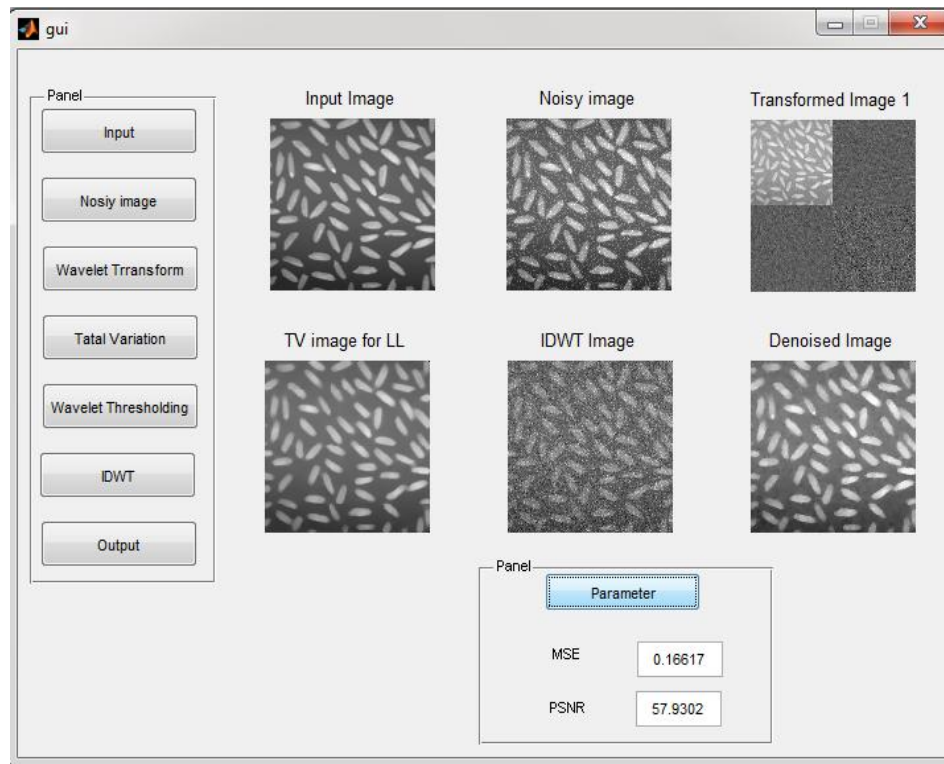 gui
Panel
Input
Nosiy image
Wavelet Trransform
Tatal Variation
Wavelet Thresholding
IDWT
Output
Input Image
Noisy image
Transformed Image 1
TV image for LL
IDWT Image
Denoised Image
Panel
Parameter
MSE
0.16617
PSNR
57.9302